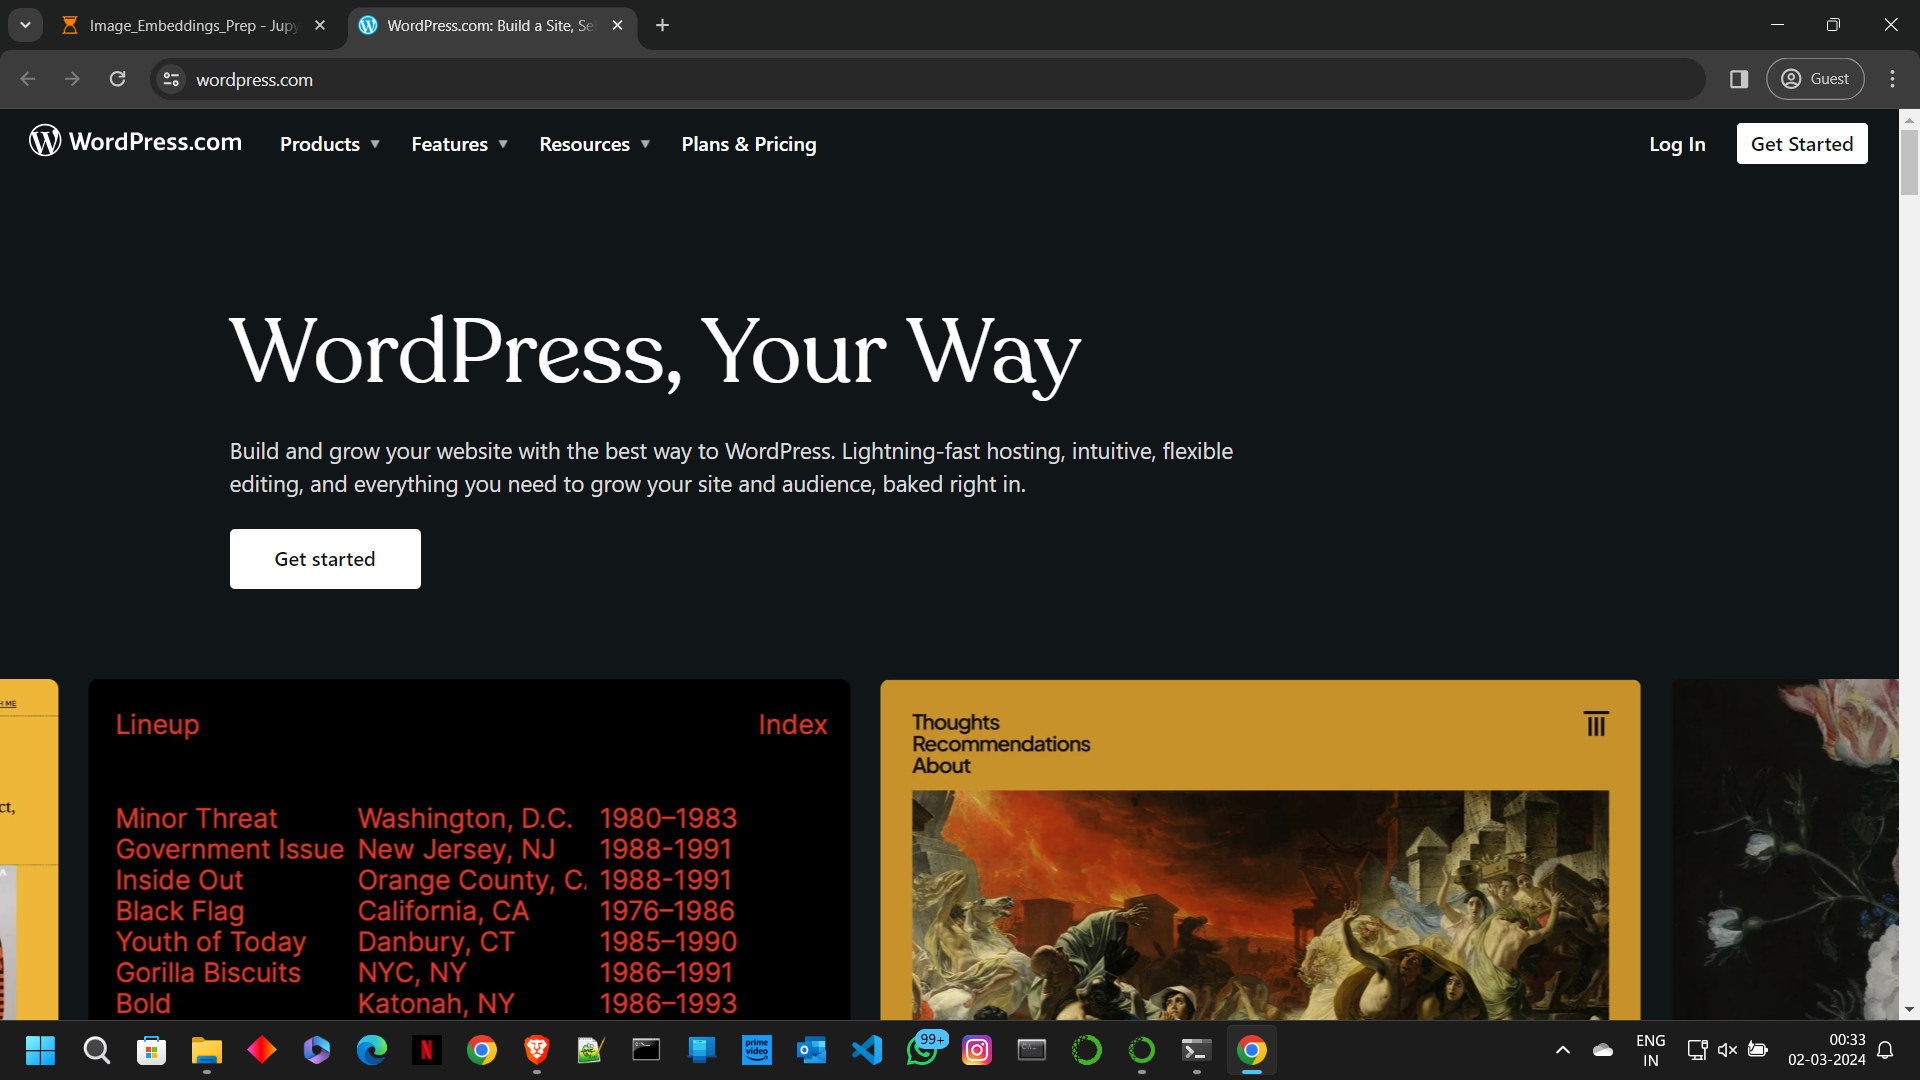 Image_Embeddings_Prep - Jupy
WordPress.com: Build a Site, Sel
wordpress.com
Guest
WordPress.com
Products
Features
Resources
Plans & Pricing
Log In
Get Started
WordPress, Your Way
Build and grow your website with the best way to WordPress. Lightning-fast hosting, intuitive, flexible
editing, and everything you need to grow your site and audience, baked right in.
Get started
H ME
ct,
Lineup
Index
Minor Threat Washington, D.C. 1980–1983
Government Issue New Jersey, NJ 1988-1991
Inside Out Orange County, C 1988-1991
Black Flag California, CA 1976–1986
Youth of Today Danbury, CT 1985–1990
Gorilla Biscuits NYC, NY 1986–1991
Bold Katonah, NY 1986–1993
Thoughts
Recommendations
About
prime
video
99+
ENG
IN
00:33
02-03-2024